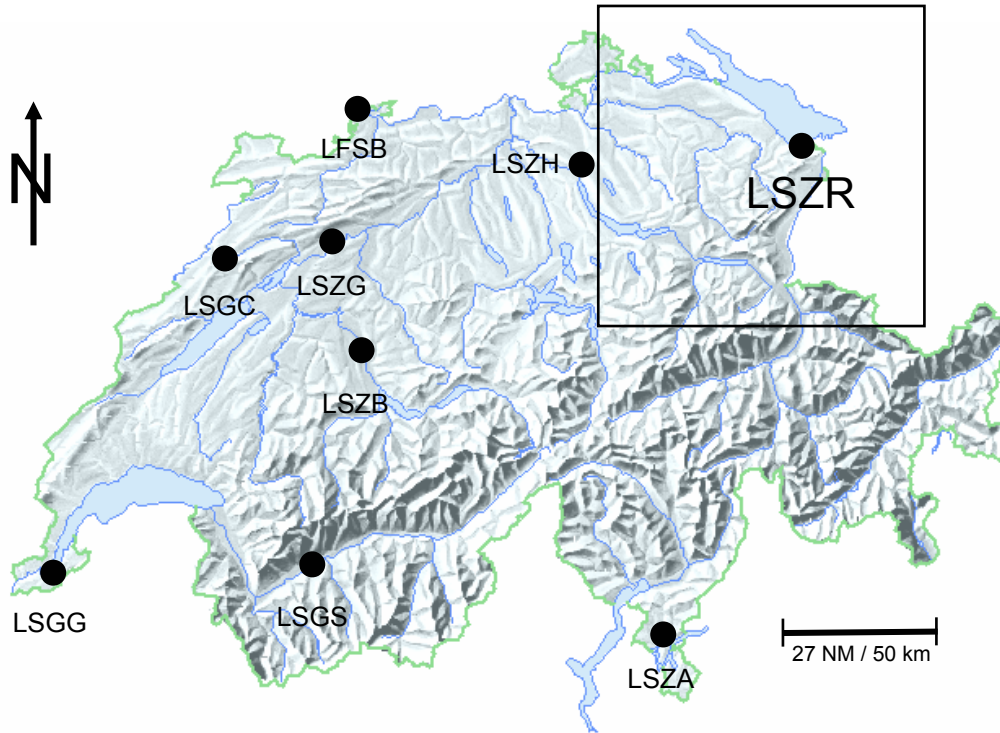 N
LFSB
LSZH
LSZR
LSGC
LSZG
LSZB
LSGG
LSGS
LSZA
27 NM / 50 km